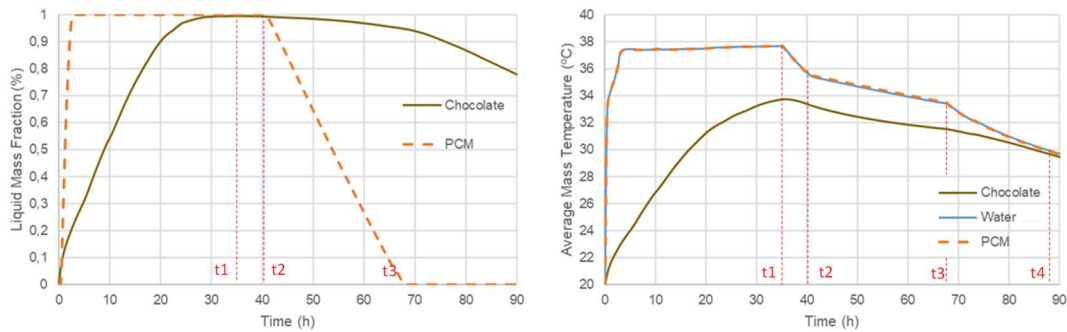 Liquid Mass Fraction (%)
1
0,9
0,8
0,7
0,6
0,5
0,4
0,3
0,2
0,1
0
Chocolate
PCM
t1
t2
t3
0 10 20 30 40 50 60 70 80 90
Time (h)
Average Mass Temperature (ºC)
40
38
36
34
32
30
28
26
24
22
20
Chocolate
Water
PCM
t1
t2
t3
t4
0 10 20 30 40 50 60 70 80 90
Time (h)